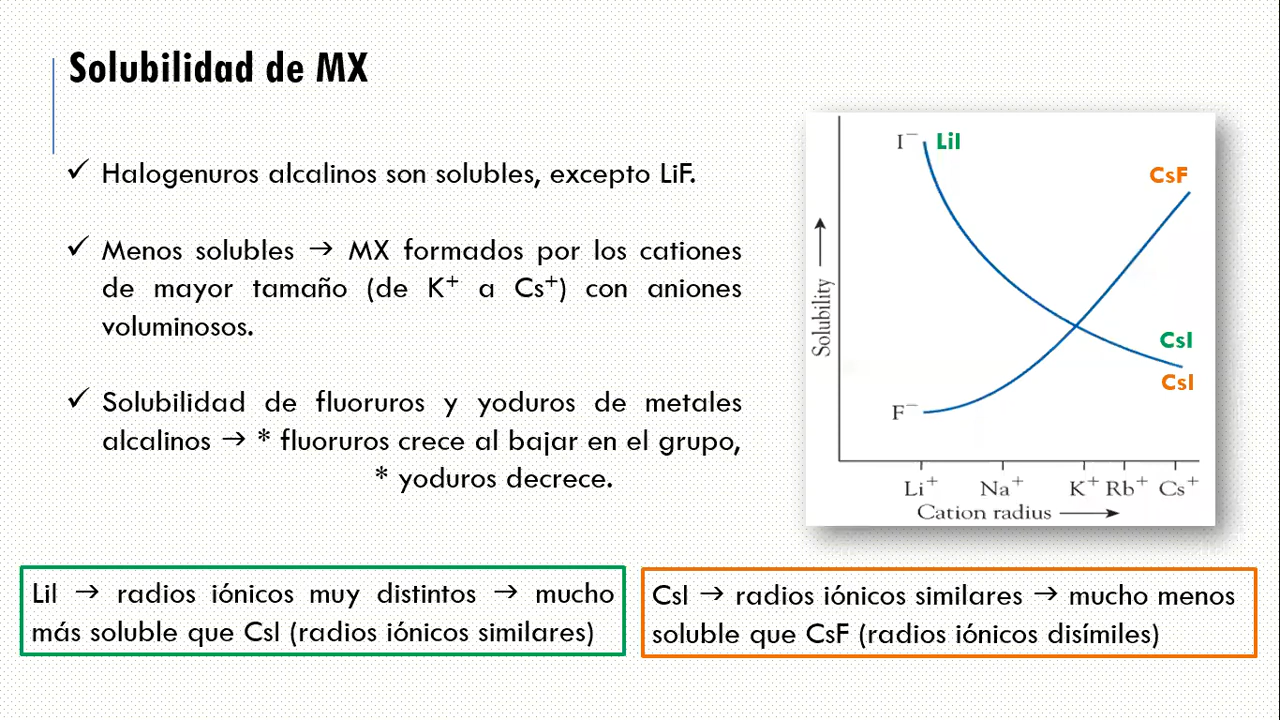 Solubilidad de MX
✓ Halogenuros alcalinos son solubles, excepto LiF.
✓ Menos solubles → MX formados por los cationes
de mayor tamaño (de K⁺ a Cs⁺) con aniones
voluminosos.
✓ Solubilidad de fluoruros y yoduros de metales
alcalinos → * fluoruros crece al bajar en el grupo,
* yoduros decrece.
I⁻ LiI
CsF
Solubility →
CsI
CsI
F⁻
Li⁺ Na⁺ K⁺ Rb⁺ Cs⁺
Cation radius →
LiI → radios iónicos muy distintos → mucho
más soluble que CsI (radios iónicos similares)
CsI → radios iónicos similares → mucho menos
soluble que CsF (radios iónicos disímiles)